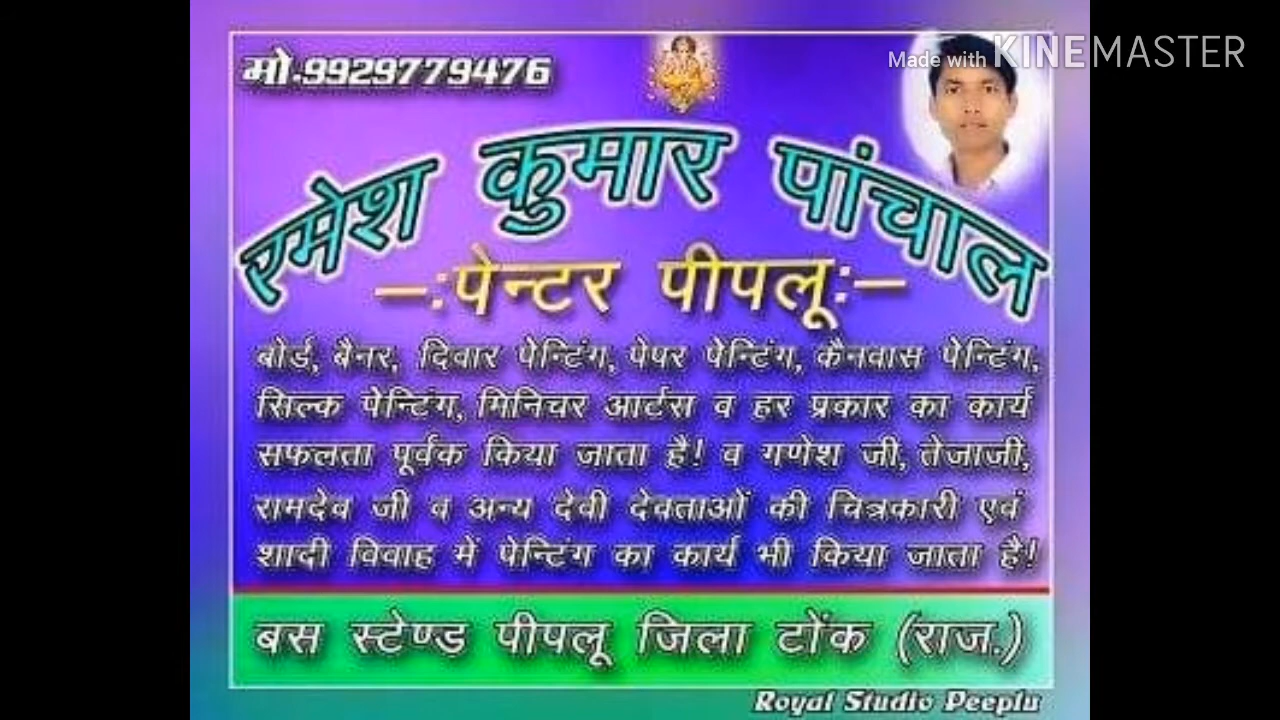 Made with KINEMASTER
मो.9929779476
रमेश कुमार पांचाल
–:पेन्टर पीपलू:–
बोर्ड, बैनर, दिवार पेन्टिंग, पेपर पेन्टिंग, कैनवास पेन्टिंग,
सिल्क पेन्टिंग, मिनिचर आर्टस व हर प्रकार का कार्य
सफलता पूर्वक किया जाता है! व गणेश जी, तेजाजी,
रामदेव जी व अन्य देवी देवताओं की चित्रकारी एवं
शादी विवाह में पेन्टिंग का कार्य भी किया जाता है!
बस स्टेण्ड पीपलू जिला टोंक (राज.)
Royal Studio Peeplu